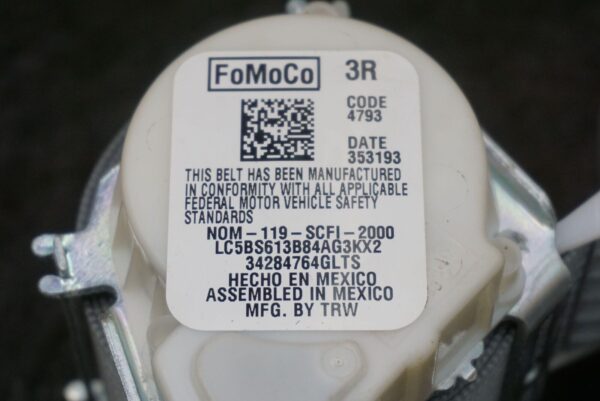 FoMoCo 3R
CODE
4793
DATE
353193
THIS BELT HAS BEEN MANUFACTURED
IN CONFORMITY WITH ALL APPLICABLE
FEDERAL MOTOR VEHICLE SAFETY
STANDARDS
NOM-119-SCFI-2000
LC5BS613B84AG3KX2
34284764GLTS
HECHO EN MEXICO
ASSEMBLED IN MEXICO
MFG. BY TRW